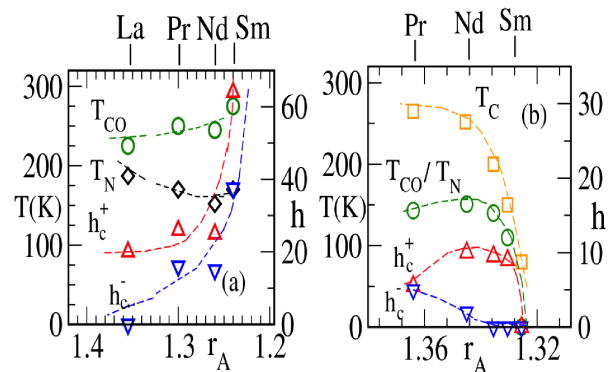 La Pr Nd Sm
300
200
T(K)
100
0
60
40
h
20
0
T_CO
T_N
h_c^+
h_c^-
(a)
1.4 1.3 r_A 1.2
Pr Nd Sm
300
200
T(K)
100
0
30
20
h
10
0
T_C
(b)
T_CO/T_N
h_c^+
h_c^-
1.36 r_A 1.32